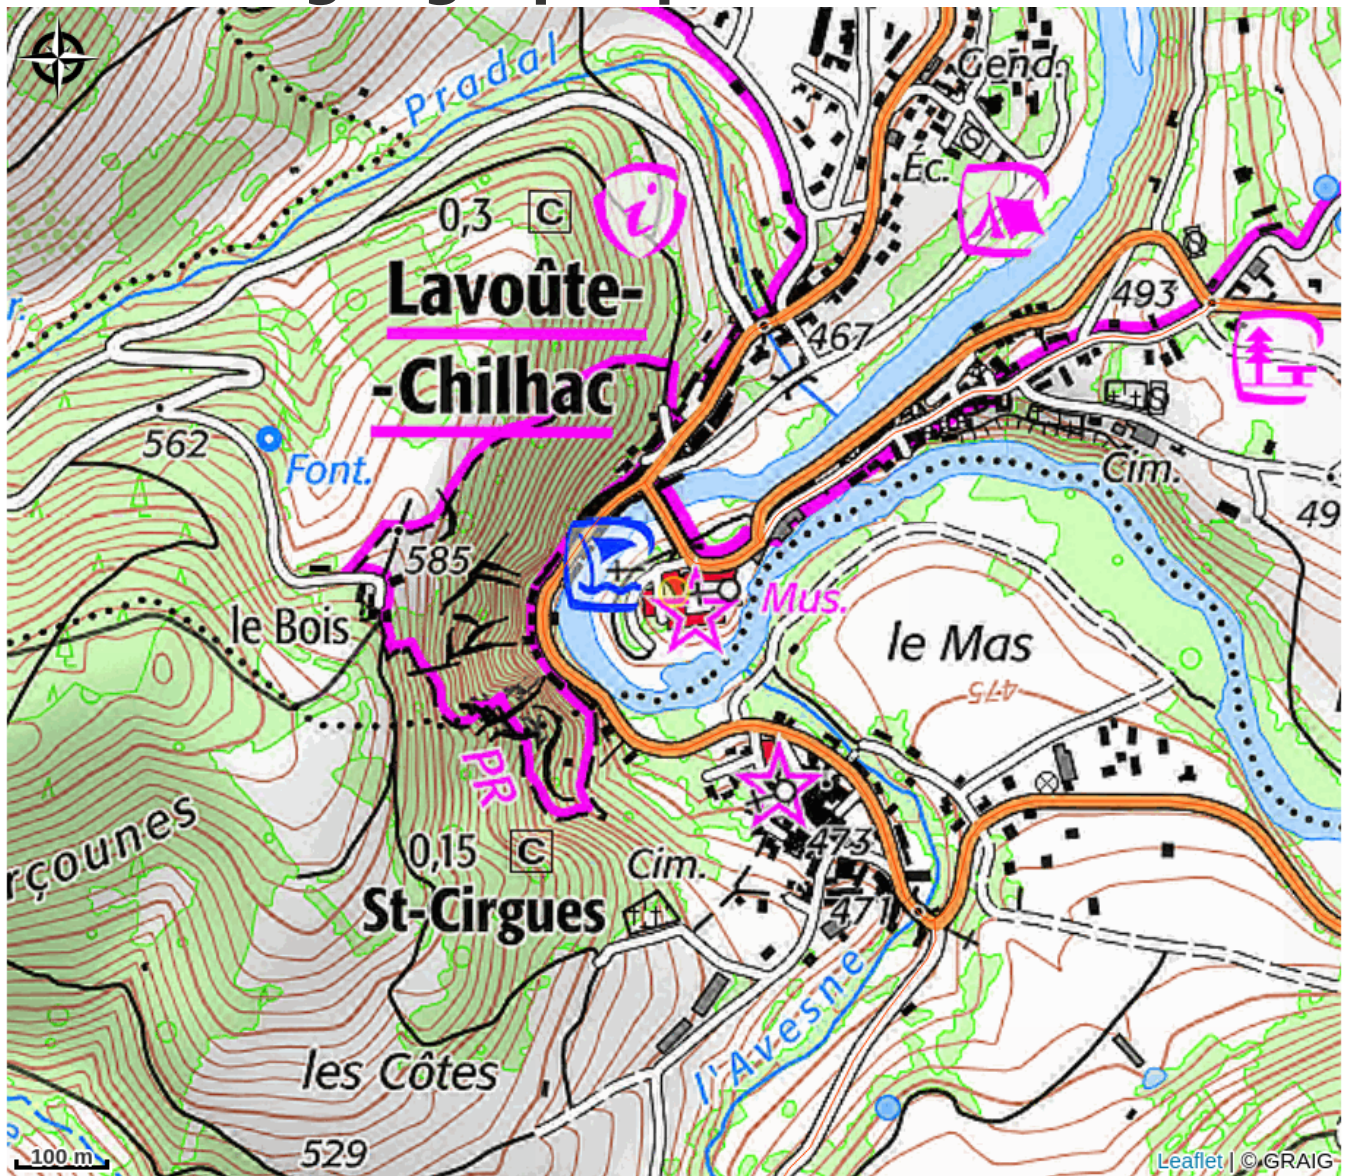 Pradal
Gend.
Éc.
0,3 C
i
Lavoûte-
-Chilhac
467
493
562
Font.
Cim.
49
585
le Bois
Mus.
le Mas
475
PR
rçounes
0,15 C
Cim.
473
St-Cirgues
471
l'Avesne
les Côtes
529
100 m
Leaflet | © GRAIG